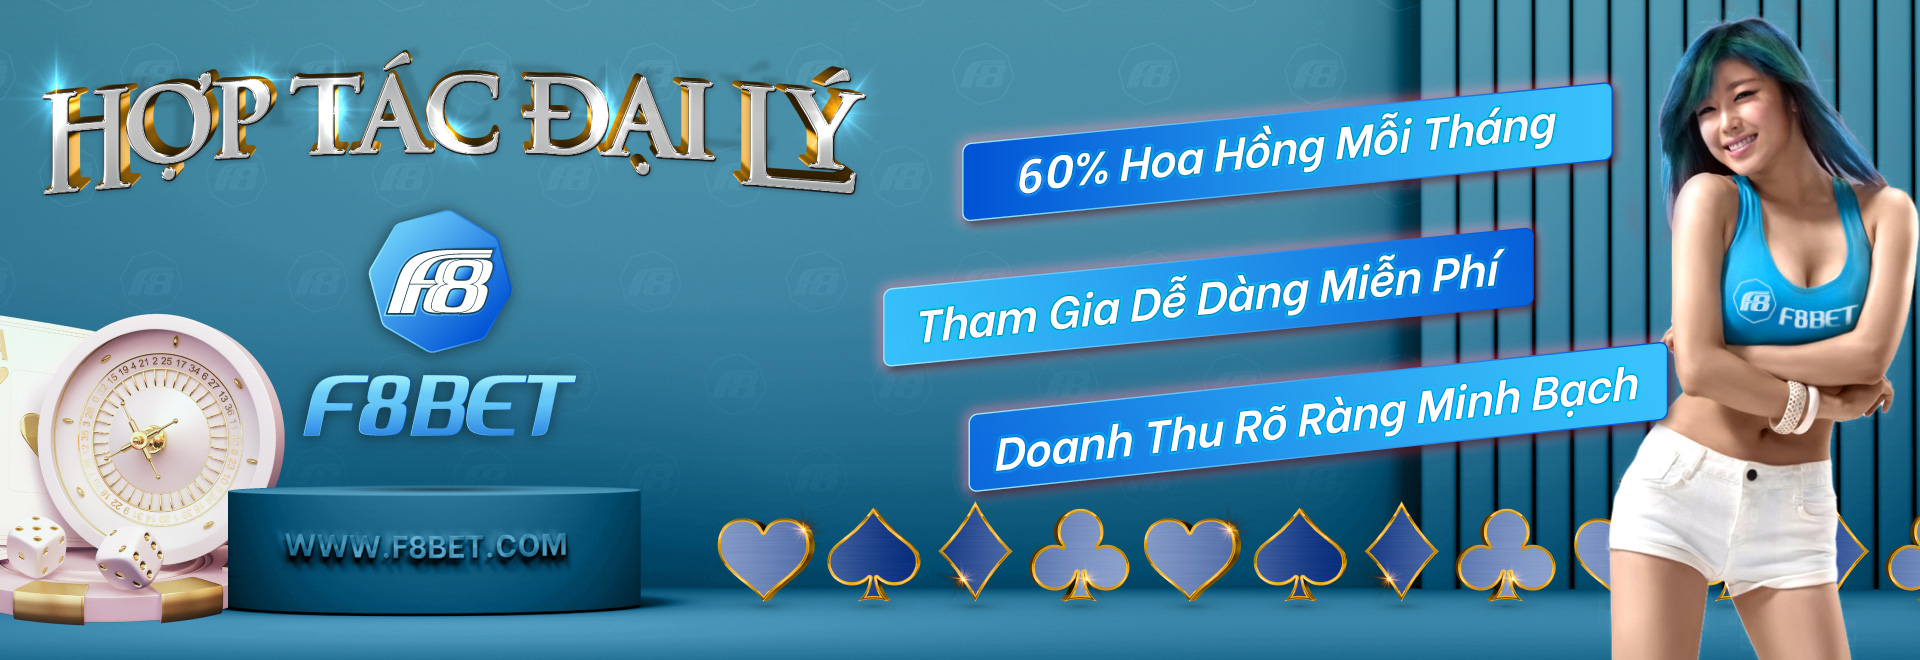 HỢP TÁC ĐẠI LÝ
F8
F8BET
WWW.F8BET.COM
60% Hoa Hồng Mỗi Tháng
Tham Gia Dễ Dàng Miễn Phí
Doanh Thu Rõ Ràng Minh Bạch
F8 F8BET